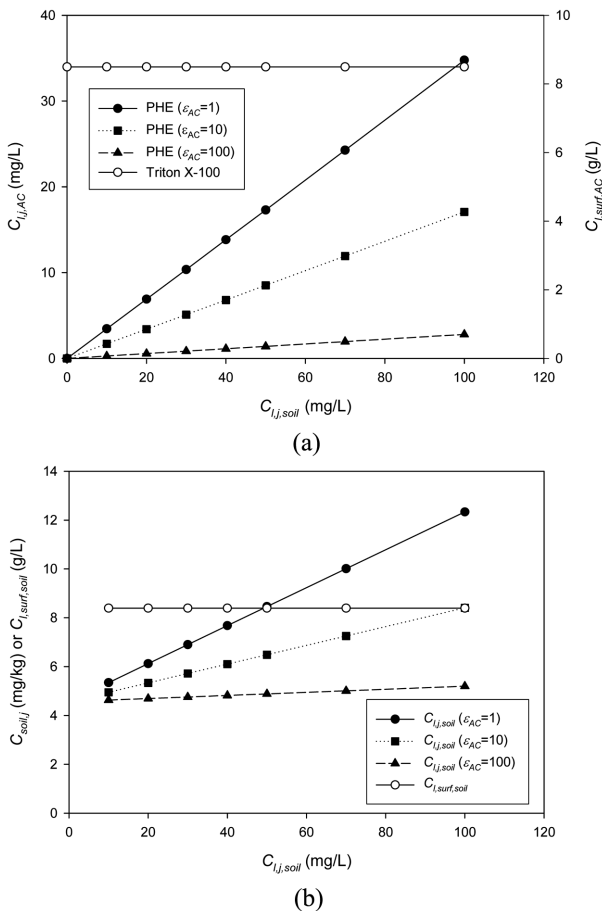 40
30
20
10
0
C_{l,j,AC} (mg/L)
10
8
6
4
2
0
C_{l,surf,AC} (g/L)
PHE (ε_{AC}=1)
PHE (ε_{AC}=10)
PHE (ε_{AC}=100)
Triton X-100
0 20 40 60 80 100 120
C_{l,j,soil} (mg/L)
(a)
14
12
10
8
6
4
2
0
C_{soil,j} (mg/kg) or C_{l,surf,soil} (g/L)
C_{l,j,soil} (ε_{AC}=1)
C_{l,j,soil} (ε_{AC}=10)
C_{l,j,soil} (ε_{AC}=100)
C_{l,surf,soil}
0 20 40 60 80 100 120
C_{l,j,soil} (mg/L)
(b)